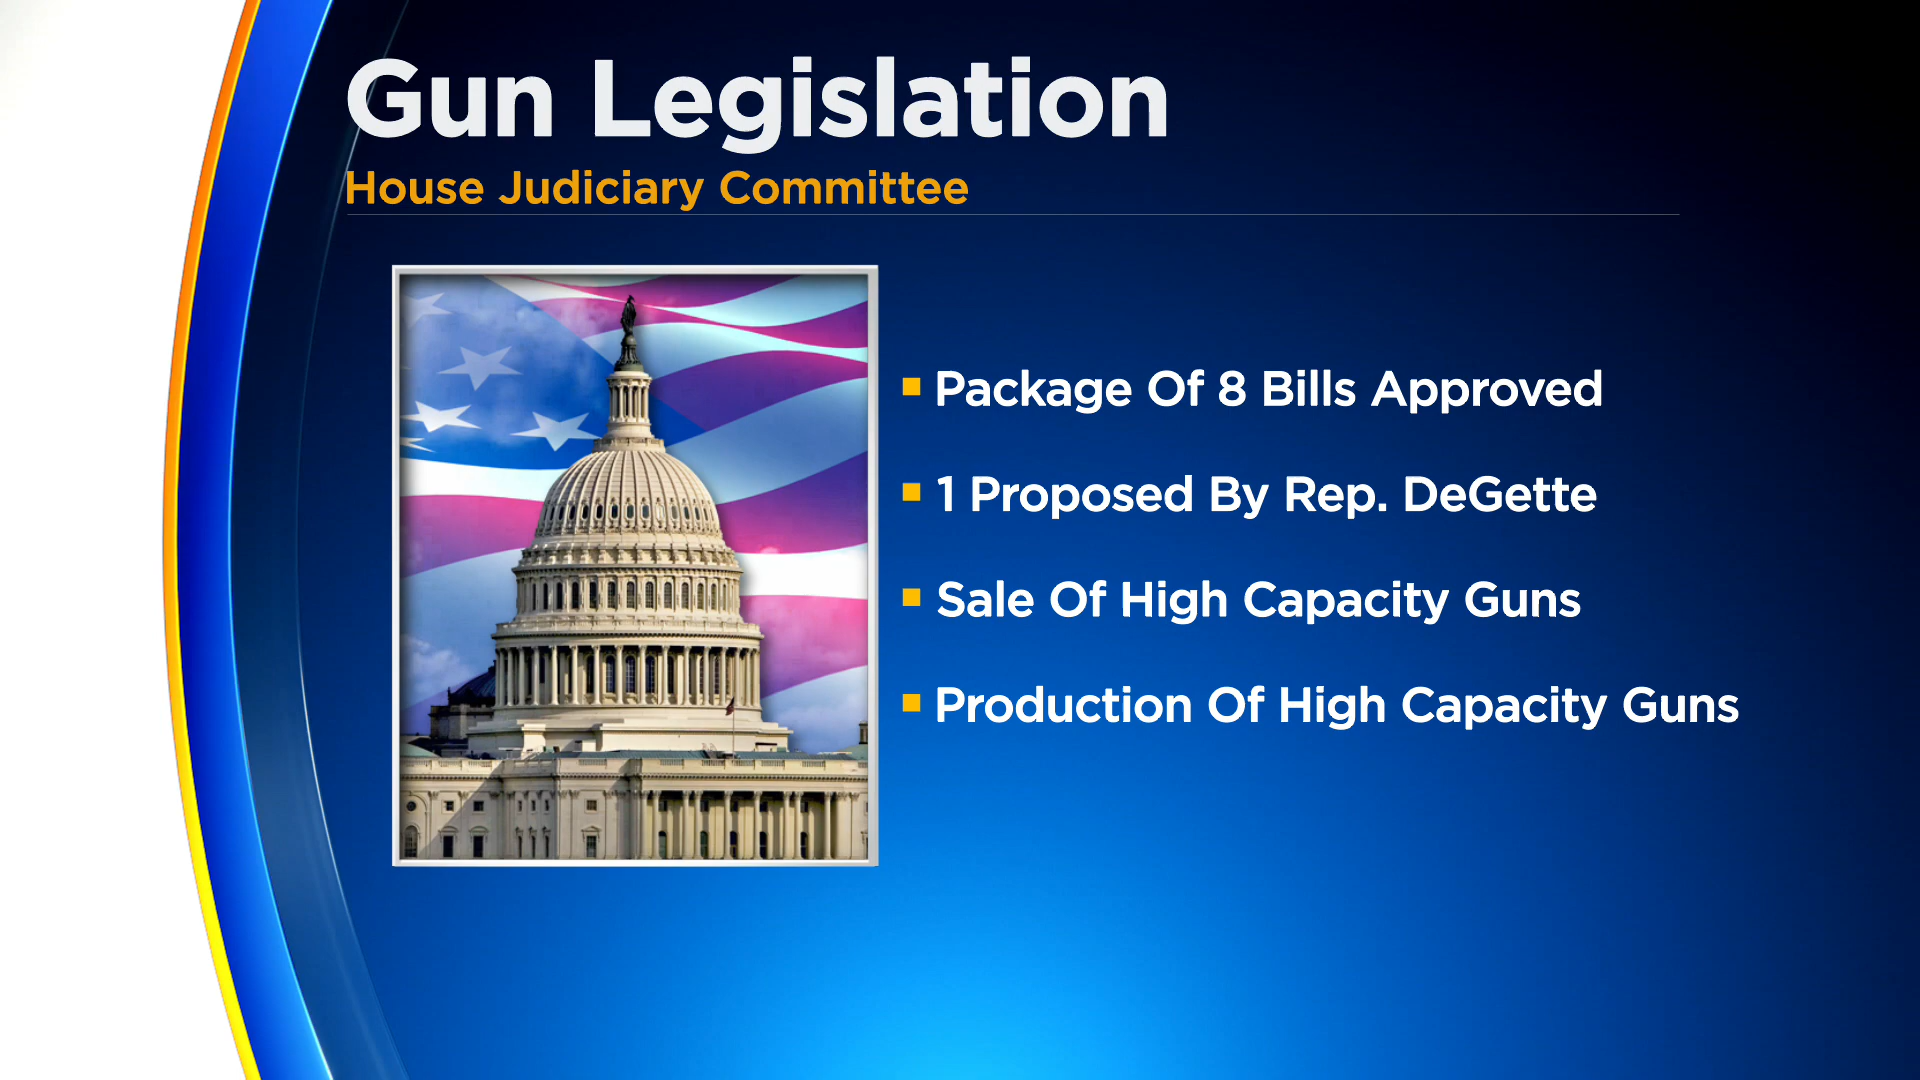 Gun Legislation
House Judiciary Committee
Package Of 8 Bills Approved
1 Proposed By Rep. DeGette
Sale Of High Capacity Guns
Production Of High Capacity Guns